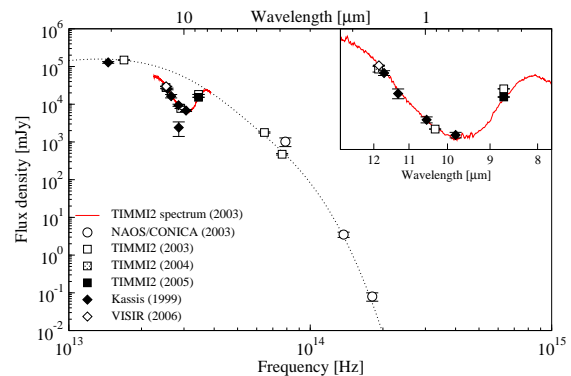 Wavelength [μm]
10 1
10^6
10^5
10^4
10^3
10^2
10^1
10^0
10^-1
10^-2
Flux density [mJy]
12 11 10 9 8
Wavelength [μm]
TIMMI2 spectrum (2003)
NAOS/CONICA (2003)
TIMMI2 (2003)
TIMMI2 (2004)
TIMMI2 (2005)
Kassis (1999)
VISIR (2006)
10^13 10^14 10^15
Frequency [Hz]